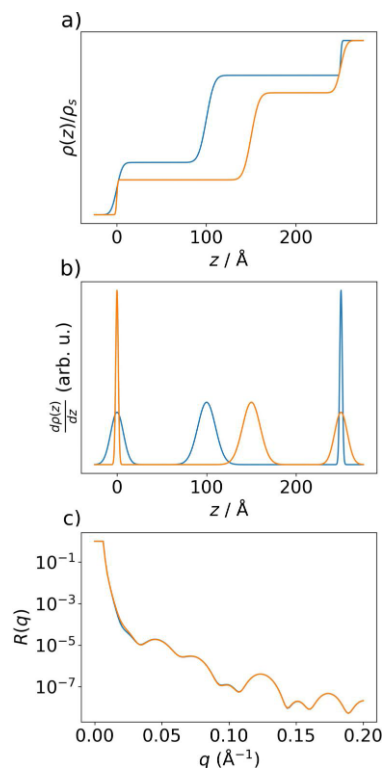 a)
ρ(z)/ρₛ
0 100 200
z / Å
b)
dρ(z)/dz (arb. u.)
0 100 200
z / Å
c)
R(q)
10⁻¹
10⁻³
10⁻⁵
10⁻⁷
0.00 0.05 0.10 0.15 0.20
q (Å⁻¹)